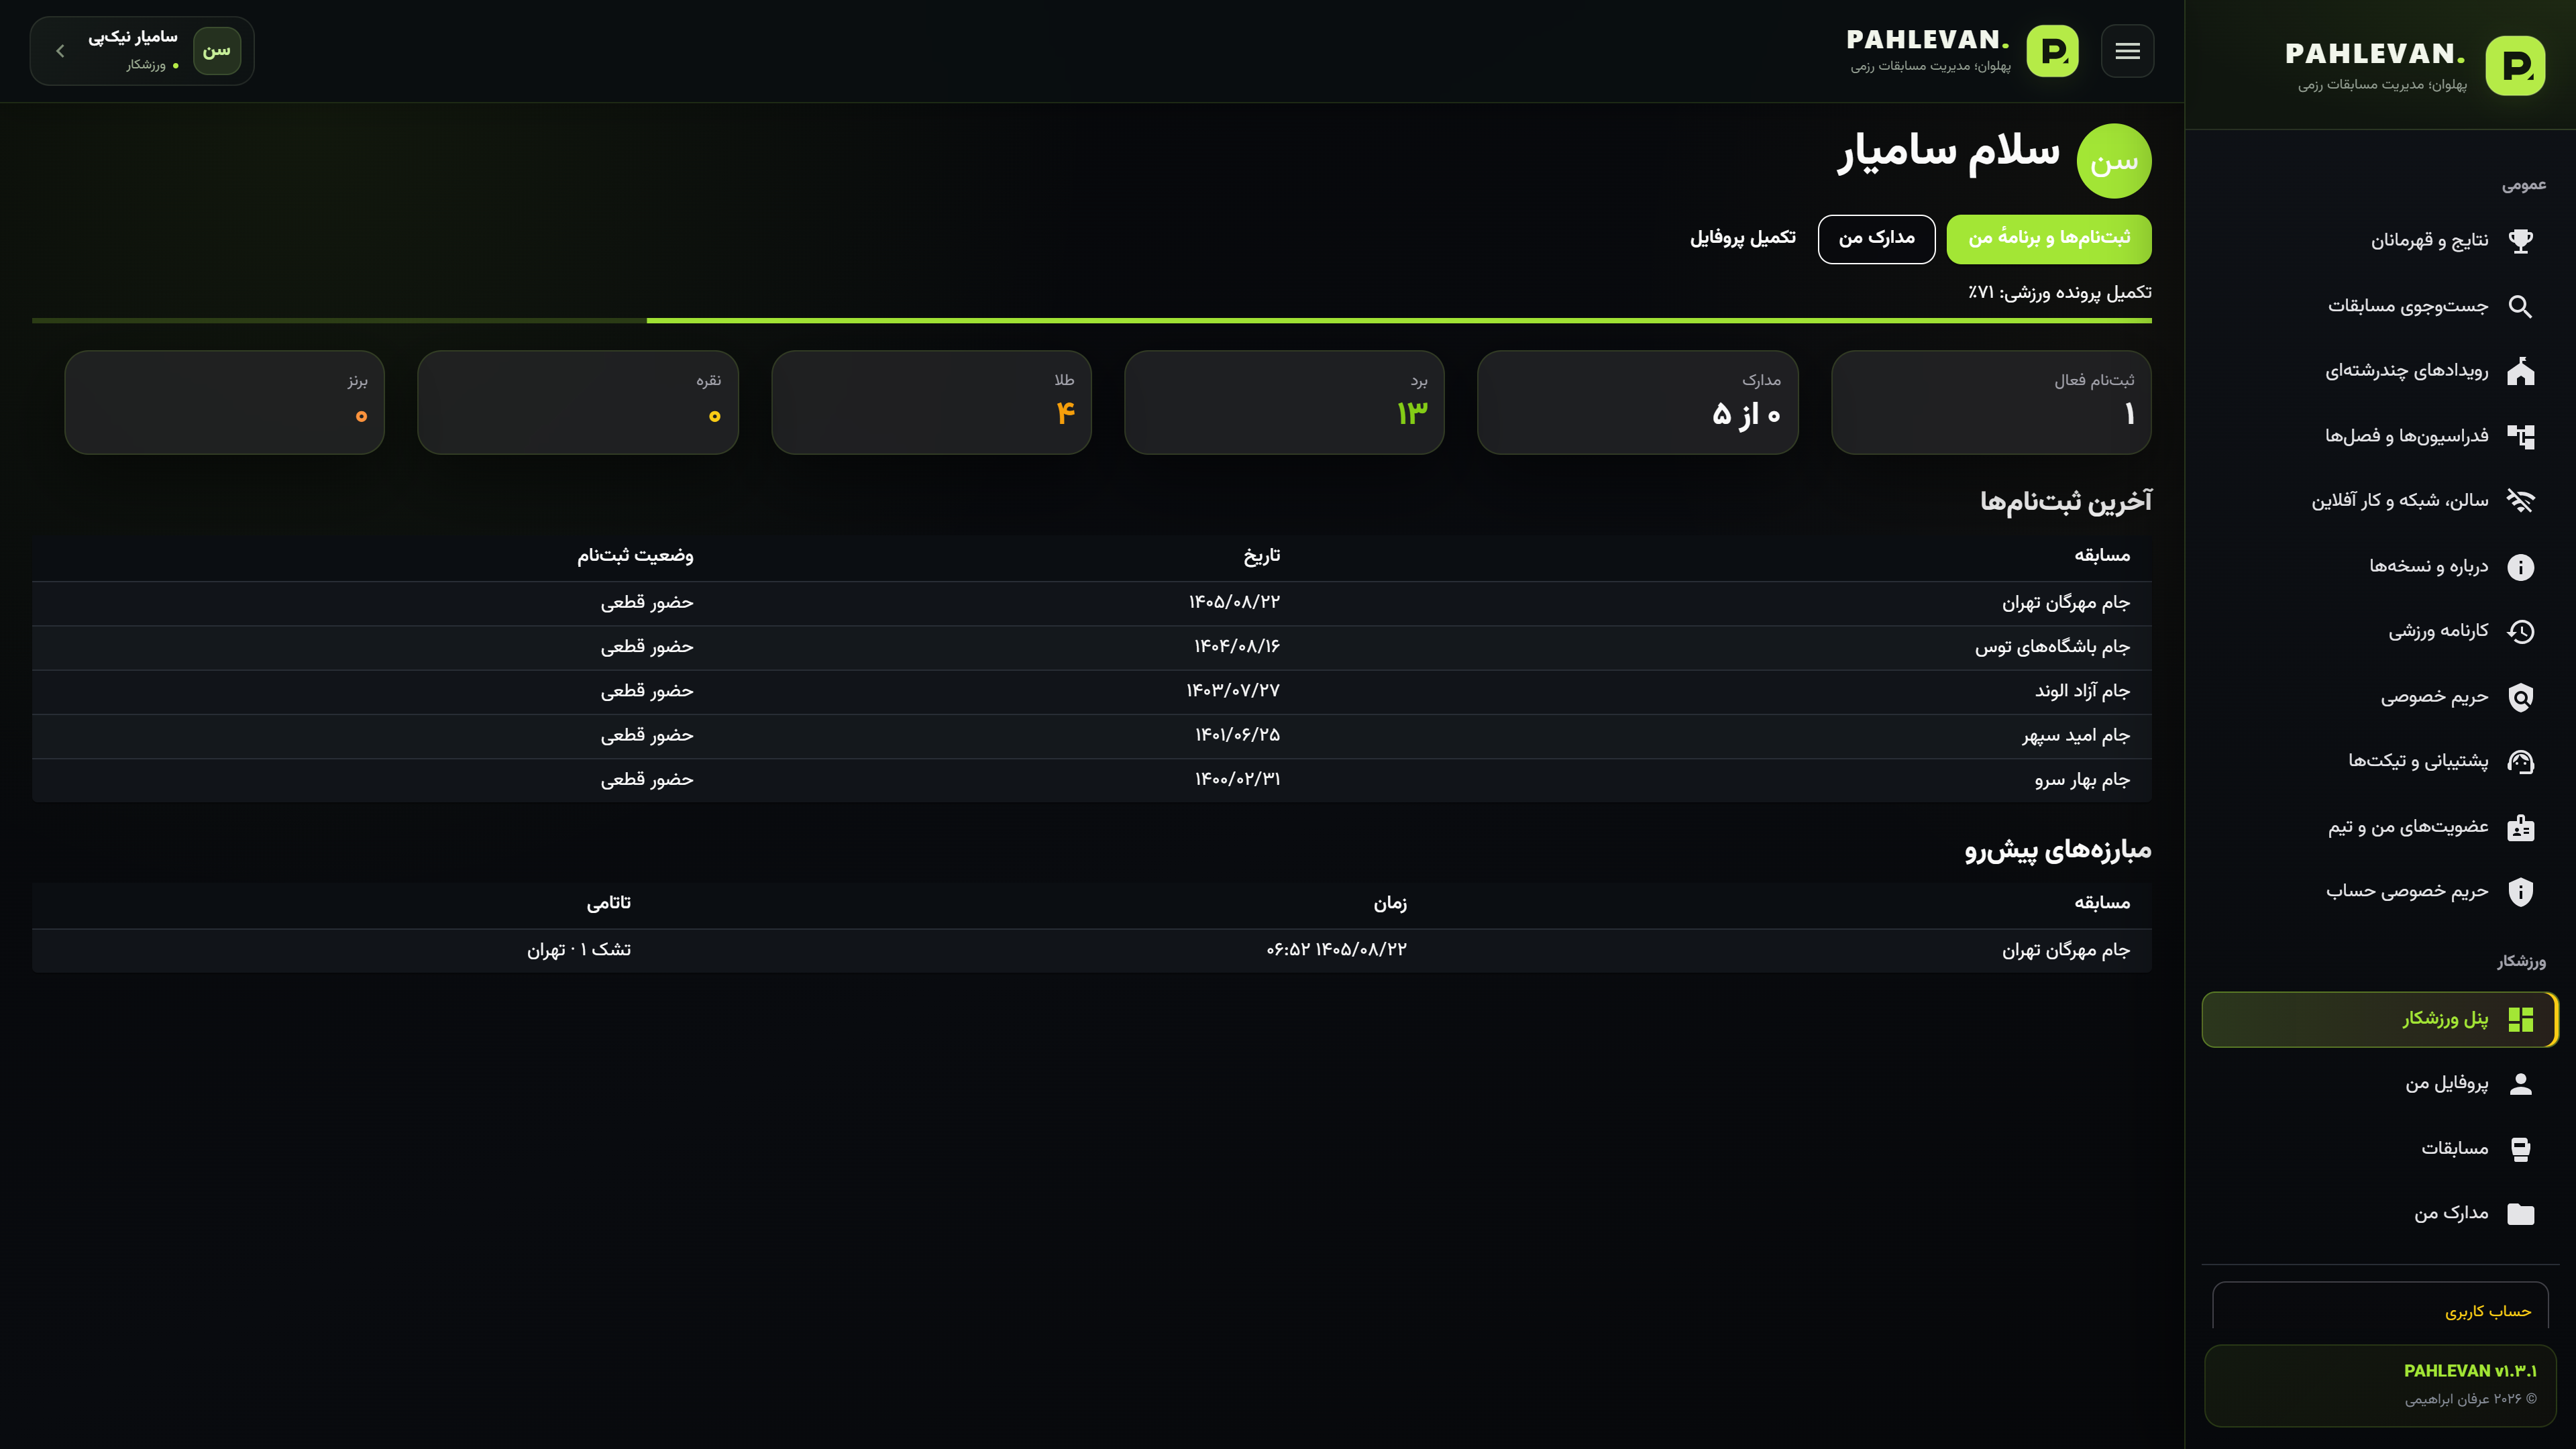 PAHLEVAN.
پهلوان؛ مدیریت مسابقات رزمی
عمومی
نتایج و قهرمانان
جست‌وجوی مسابقات
رویدادهای چندرشته‌ای
فدراسیون‌ها و فصل‌ها
سالن، شبکه و کار آفلاین
درباره و نسخه‌ها
کارنامه ورزشی
حریم خصوصی
پشتیبانی و تیکت‌ها
عضویت‌های من و تیم
حریم خصوصی حساب
ورزشکار
پنل ورزشکار
پروفایل من
مسابقات
مدارک من
حساب کاربری
PAHLEVAN v۱.۳.۱
© ۲۰۲۶ عرفان ابراهیمی
PAHLEVAN.
پهلوان؛ مدیریت مسابقات رزمی
سن
سامیار نیک‌پی
ورزشکار
سن
سلام سامیار
ثبت‌نام‌ها و برنامهٔ من
مدارک من
تکمیل پروفایل
تکمیل پرونده ورزشی: ۷۱٪
ثبت‌نام فعال
۱
مدارک
۰ از ۵
برد
۱۳
طلا
۴
نقره
۰
برنز
۰
آخرین ثبت‌نام‌ها
مسابقه تاریخ وضعیت ثبت‌نام
جام مهرگان تهران ۱۴۰۵/۰۸/۲۲ حضور قطعی
جام باشگاه‌های توس ۱۴۰۴/۰۸/۱۶ حضور قطعی
جام آزاد الوند ۱۴۰۳/۰۷/۲۷ حضور قطعی
جام امید سپهر ۱۴۰۱/۰۶/۲۵ حضور قطعی
جام بهار سرو ۱۴۰۰/۰۲/۳۱ حضور قطعی
مبارزه‌های پیش‌رو
مسابقه زمان تاتامی
جام مهرگان تهران ۱۴۰۵/۰۸/۲۲ ۰۶:۵۲ تشک ۱ · تهران